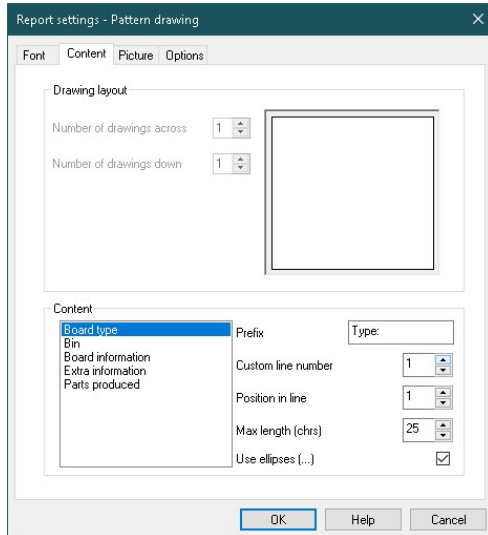 Report settings - Pattern drawing
Font Content Picture Options
Drawing layout
Number of drawings across 1
Number of drawings down 1
Content
Board type
Bin
Board information
Extra information
Parts produced
Prefix Type:
Custom line number 1
Position in line 1
Max length (chrs) 25
Use ellipses (...)
OK Help Cancel